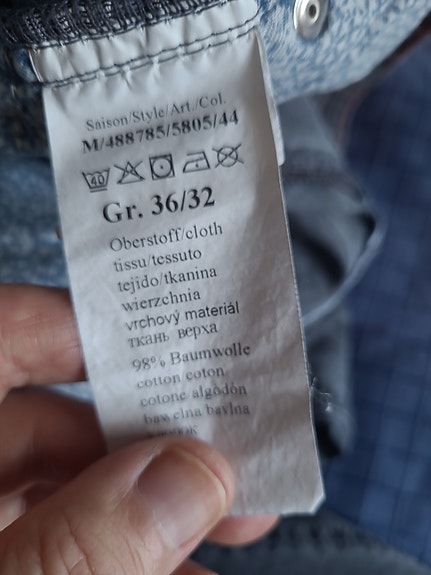 Saison/Style/Art./Col.
M/488785/5805/44
40
Gr. 36/32
Oberstoff/cloth
tissu/tessuto
tejido/tkanina
wierzchnia
vrchový materiál
ткань верха
98% Baumwolle
cotton coton
cotone algódón
bawełna bavlna